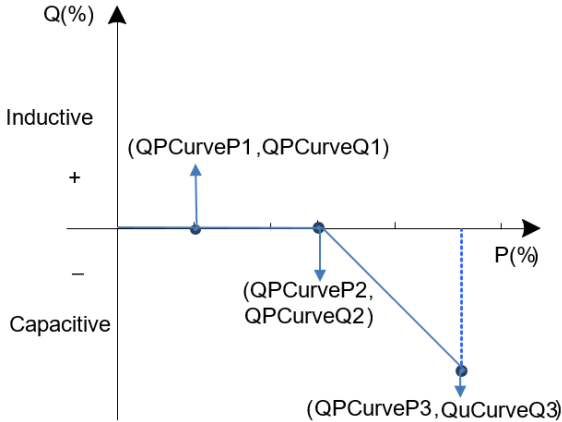 Q(%)
Inductive
(QPCurveP1,QPCurveQ1)
+
P(%)
–
(QPCurveP2,
QPCurveQ2)
Capacitive
(QPCurveP3,QuCurveQ3)